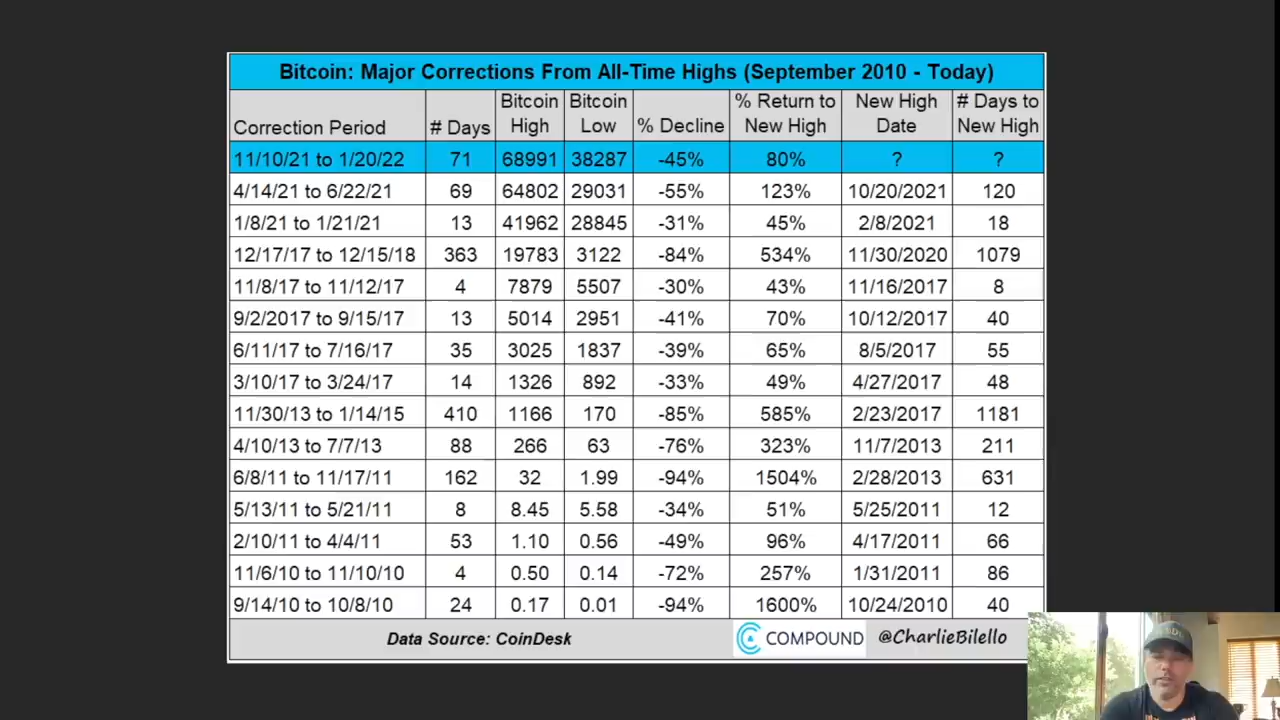 Bitcoin: Major Corrections From All-Time Highs (September 2010 - Today)
Correction Period # Days Bitcoin High Bitcoin Low % Decline % Return to New High New High Date # Days to New High
11/10/21 to 1/20/22 71 68991 38287 -45% 80% ? ?
4/14/21 to 6/22/21 69 64802 29031 -55% 123% 10/20/2021 120
1/8/21 to 1/21/21 13 41962 28845 -31% 45% 2/8/2021 18
12/17/17 to 12/15/18 363 19783 3122 -84% 534% 11/30/2020 1079
11/8/17 to 11/12/17 4 7879 5507 -30% 43% 11/16/2017 8
9/2/2017 to 9/15/17 13 5014 2951 -41% 70% 10/12/2017 40
6/11/17 to 7/16/17 35 3025 1837 -39% 65% 8/5/2017 55
3/10/17 to 3/24/17 14 1326 892 -33% 49% 4/27/2017 48
11/30/13 to 1/14/15 410 1166 170 -85% 585% 2/23/2017 1181
4/10/13 to 7/7/13 88 266 63 -76% 323% 11/7/2013 211
6/8/11 to 11/17/11 162 32 1.99 -94% 1504% 2/28/2013 631
5/13/11 to 5/21/11 8 8.45 5.58 -34% 51% 5/25/2011 12
2/10/11 to 4/4/11 53 1.10 0.56 -49% 96% 4/17/2011 66
11/6/10 to 11/10/10 4 0.50 0.14 -72% 257% 1/31/2011 86
9/14/10 to 10/8/10 24 0.17 0.01 -94% 1600% 10/24/2010 40
Data Source: CoinDesk COMPOUND @CharlieBilello